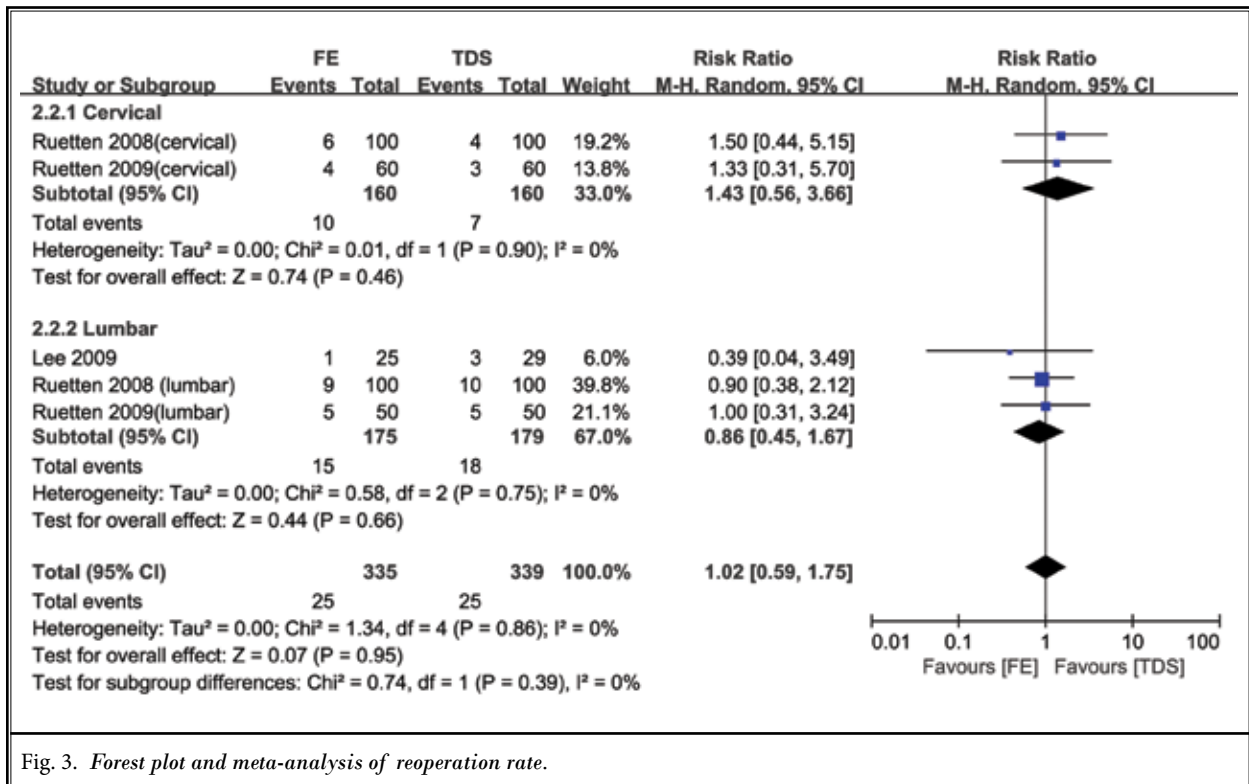 FE TDS Risk Ratio Risk Ratio
Study or Subgroup Events Total Events Total Weight M-H, Random, 95% CI M-H, Random, 95% CI
2.2.1 Cervical
Ruetten 2008(cervical) 6 100 4 100 19.2% 1.50 [0.44, 5.15]
Ruetten 2009(cervical) 4 60 3 60 13.8% 1.33 [0.31, 5.70]
Subtotal (95% CI) 160 160 33.0% 1.43 [0.56, 3.66]
Total events 10 7
Heterogeneity: Tau² = 0.00; Chi² = 0.01, df = 1 (P = 0.90); I² = 0%
Test for overall effect: Z = 0.74 (P = 0.46)
2.2.2 Lumbar
Lee 2009 1 25 3 29 6.0% 0.39 [0.04, 3.49]
Ruetten 2008 (lumbar) 9 100 10 100 39.8% 0.90 [0.38, 2.12]
Ruetten 2009(lumbar) 5 50 5 50 21.1% 1.00 [0.31, 3.24]
Subtotal (95% CI) 175 179 67.0% 0.86 [0.45, 1.67]
Total events 15 18
Heterogeneity: Tau² = 0.00; Chi² = 0.58, df = 2 (P = 0.75); I² = 0%
Test for overall effect: Z = 0.44 (P = 0.66)
Total (95% CI) 335 339 100.0% 1.02 [0.59, 1.75]
Total events 25 25
Heterogeneity: Tau² = 0.00; Chi² = 1.34, df = 4 (P = 0.86); I² = 0%
Test for overall effect: Z = 0.07 (P = 0.95)
Test for subgroup differences: Chi² = 0.74, df = 1 (P = 0.39), I² = 0%
0.01 0.1 1 10 100
Favours [FE] Favours [TDS]
Fig. 3. Forest plot and meta-analysis of reoperation rate.